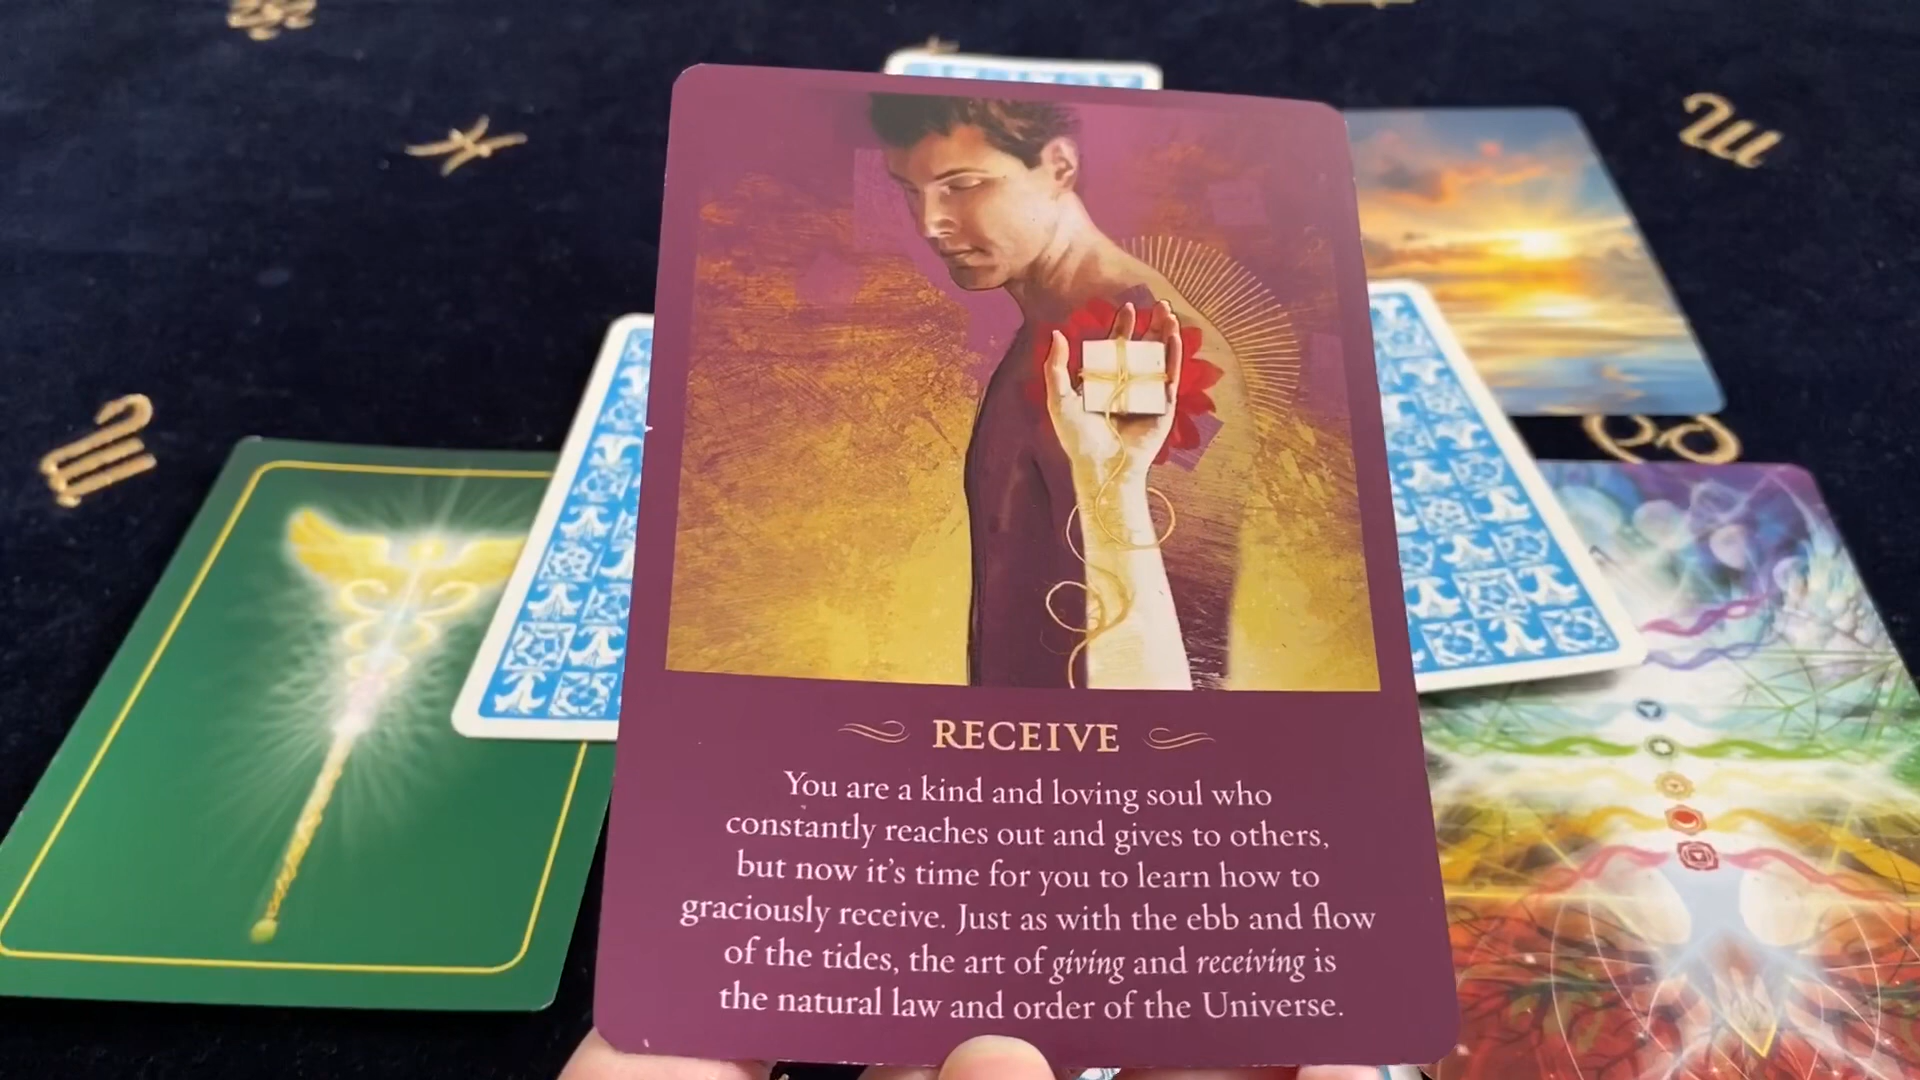 RECEIVE
You are a kind and loving soul who
constantly reaches out and gives to others,
but now it's time for you to learn how to
graciously receive. Just as with the ebb and flow
of the tides, the art of giving and receiving is
the natural law and order of the Universe.